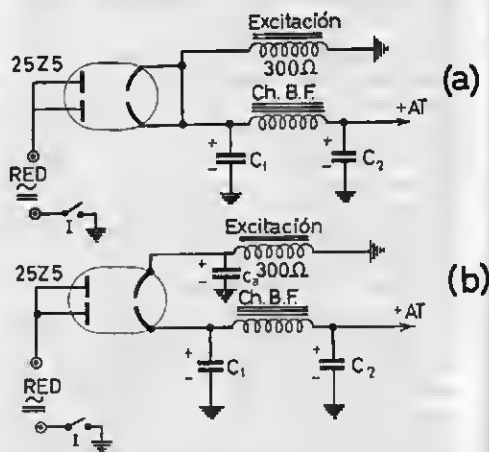 Excitación
25Z5
300Ω
Ch. B.F.
+AT
(a)
+
-
C₁
+
-
C₂
RED
I
Excitación
25Z5
+
-
C₃
300Ω
Ch. B.F.
+AT
(b)
+
-
C₁
+
-
C₂
RED
I